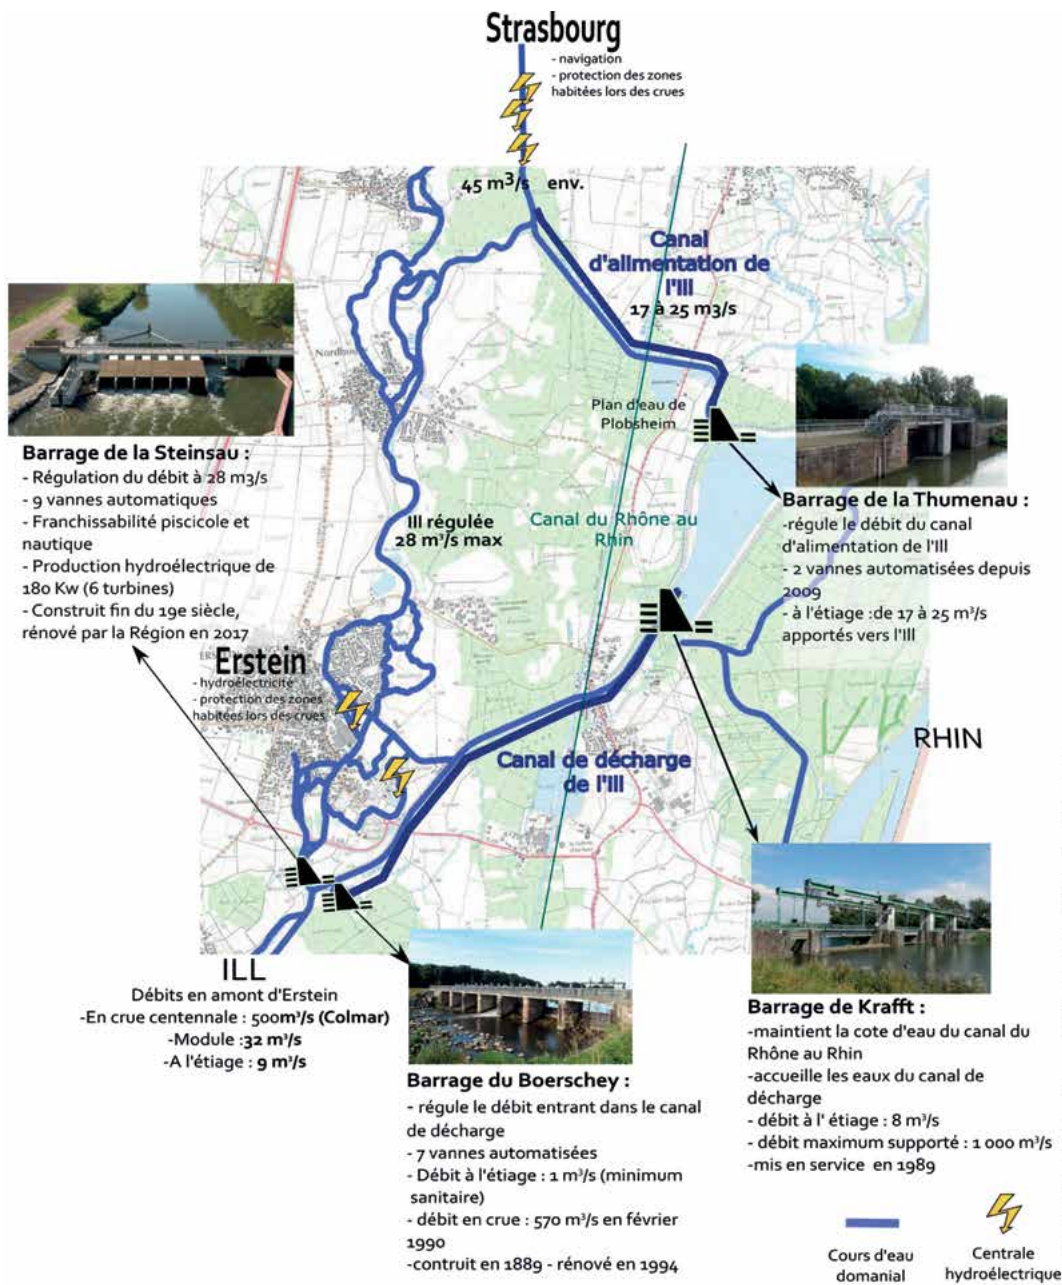 Strasbourg
- navigation
- protection des zones
habitées lors des crues
45 m³/s env.
Canal
d'alimentation de
l'Ill
17 à 25 m3/s
Nordhou
Plan d'eau de
Plobsheim
Barrage de la Steinsau :
- Régulation du débit à 28 m3/s
- 9 vannes automatiques
- Franchissabilité piscicole et
nautique
- Production hydroélectrique de
180 Kw (6 turbines)
- Construit fin du 19e siècle,
rénové par la Région en 2017
Barrage de la Thumenau :
-régule le débit du canal
d'alimentation de l'Ill
- 2 vannes automatisées depuis
2009
- à l'étiage :de 17 à 25 m³/s
apportés vers l'Ill
Ill régulée
28 m³/s max
Canal du Rhône au
Rhin
Krafft
Erstein
- hydroélectricité
- protection des zones
habitées lors des crues
Canal de décharge
de l'Ill
RHIN
ILL
Débits en amont d'Erstein
-En crue centennale : 500m³/s (Colmar)
-Module :32 m³/s
-A l'étiage : 9 m³/s
Barrage du Boerschey :
- régule le débit entrant dans le canal
de décharge
- 7 vannes automatisées
- Débit à l'étiage : 1 m³/s (minimum
sanitaire)
- débit en crue : 570 m³/s en février
1990
-contruit en 1889 - rénové en 1994
Barrage de Krafft :
-maintient la cote d'eau du canal du
Rhône au Rhin
-accueille les eaux du canal de
décharge
- débit à l' étiage : 8 m³/s
- débit maximum supporté : 1 000 m³/s
-mis en service en 1989
Cours d'eau
domanial
Centrale
hydroélectrique